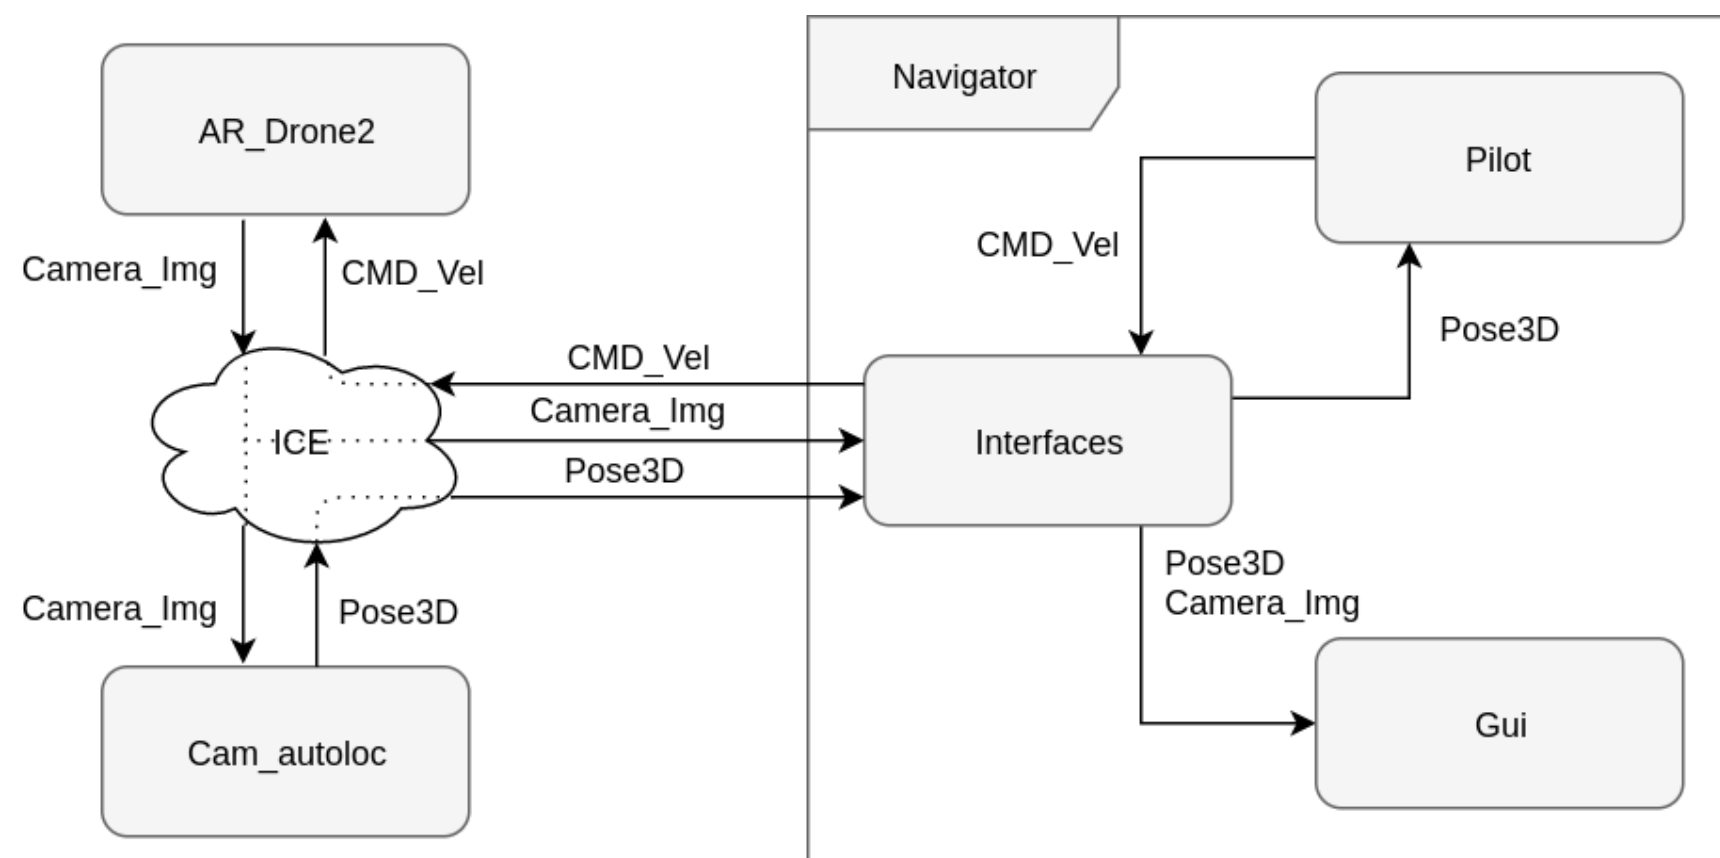 Navigator
AR_Drone2
Pilot
Camera_Img
CMD_Vel
CMD_Vel
Pose3D
CMD_Vel
Camera_Img
ICE
Interfaces
Pose3D
Pose3D
Camera_Img
Camera_Img
Pose3D
Gui
Cam_autoloc